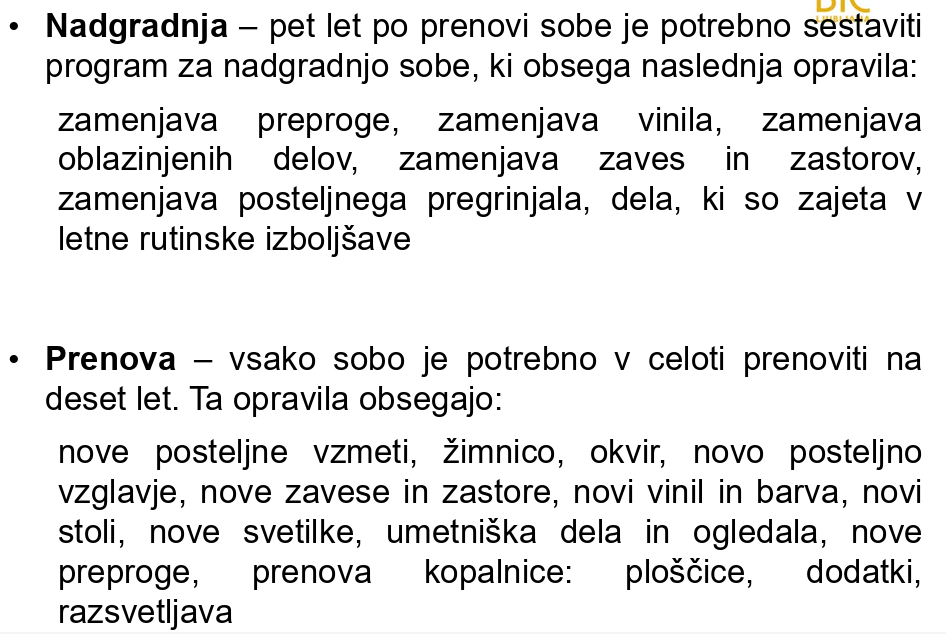 BIC
LJUBLJANA
• Nadgradnja – pet let po prenovi sobe je potrebno sestaviti
program za nadgradnjo sobe, ki obsega naslednja opravila:
zamenjava preproge, zamenjava vinila, zamenjava
oblazinjenih delov, zamenjava zaves in zastorov,
zamenjava posteljnega pregrinjala, dela, ki so zajeta v
letne rutinske izboljšave
• Prenova – vsako sobo je potrebno v celoti prenoviti na
deset let. Ta opravila obsegajo:
nove posteljne vzmeti, žimnico, okvir, novo posteljno
vzglavje, nove zavese in zastore, novi vinil in barva, novi
stoli, nove svetilke, umetniška dela in ogledala, nove
preproge, prenova kopalnice: ploščice, dodatki,
razsvetljava